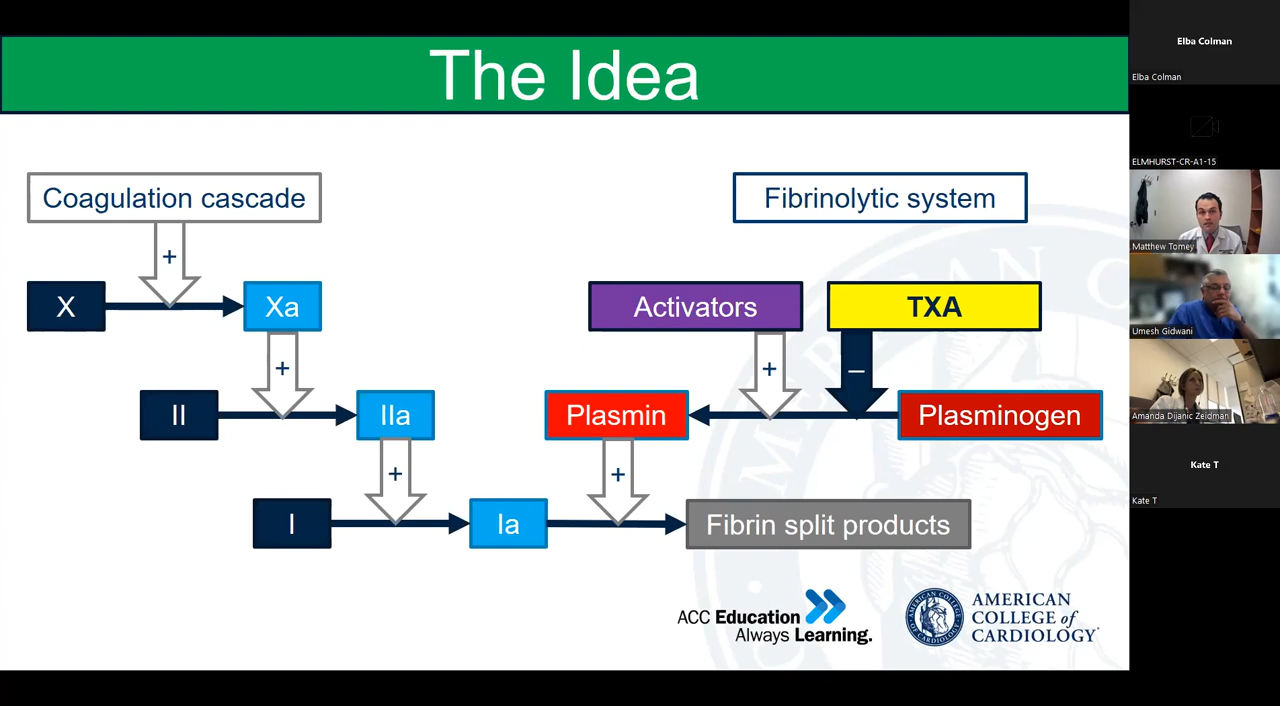 The Idea
Coagulation cascade
Fibrinolytic system
+
X
Xa
Activators
TXA
+
+
–
II
IIa
Plasmin
Plasminogen
+
+
I
Ia
Fibrin split products
ACC Education
Always Learning.
AMERICAN
COLLEGE of
CARDIOLOGY
Elba Colman
Elba Colman
ELMHURST-CR-A1-15
Matthew Tomey
Umesh Gidwani
Amanda Dijanic Zeidman
Kate T
Kate T